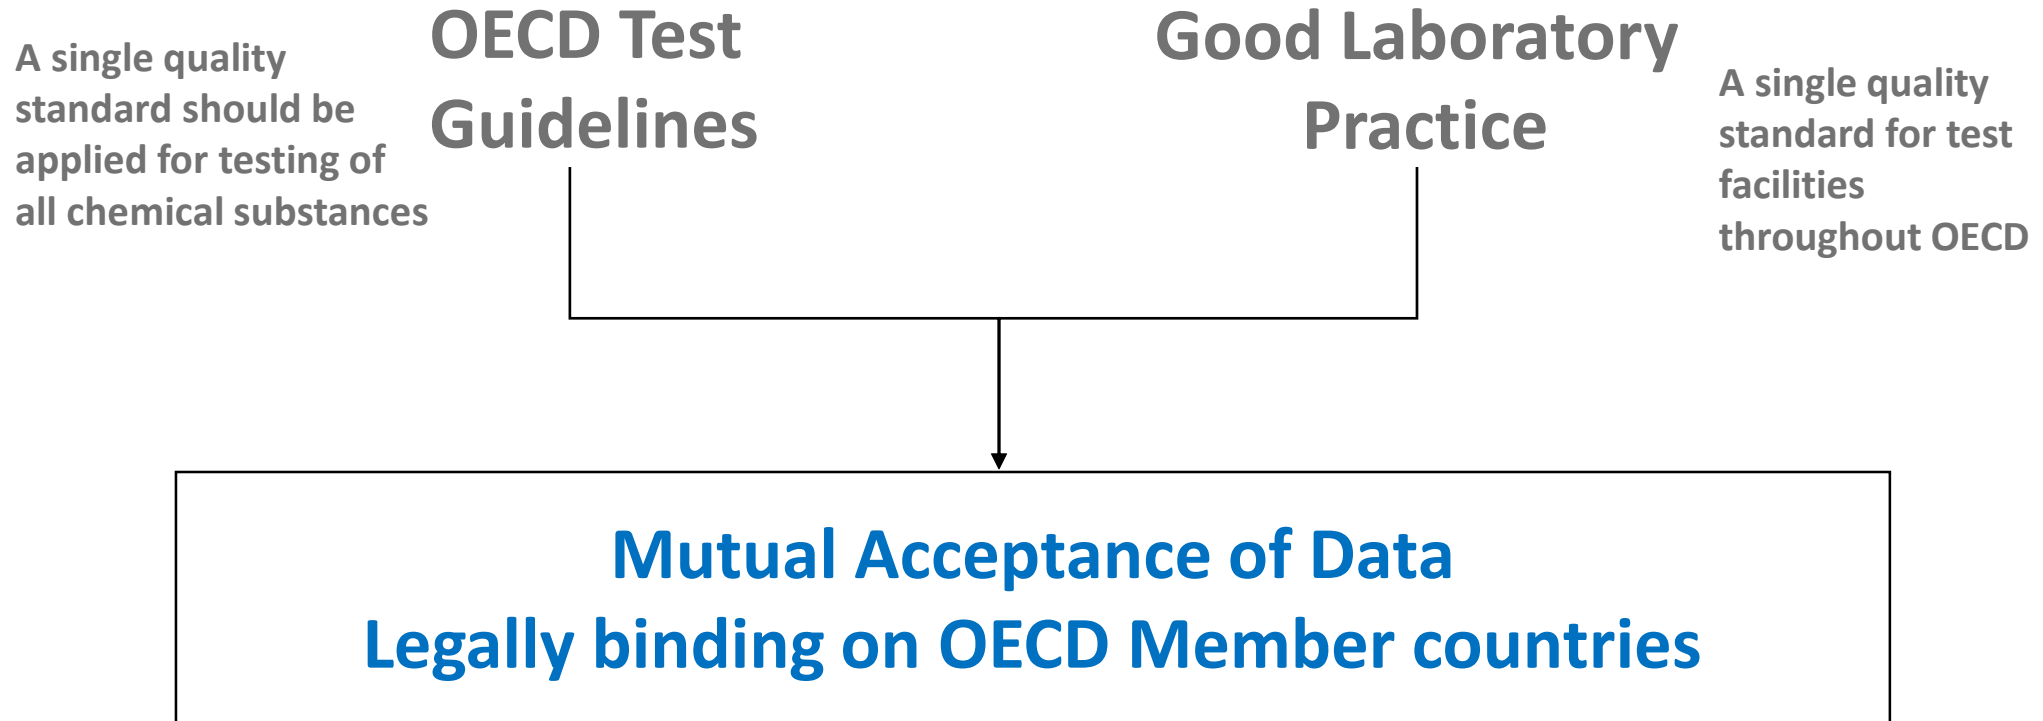 A single quality
standard should be
applied for testing of
all chemical substances
OECD Test
Guidelines
Good Laboratory
Practice
A single quality
standard for test
facilities
throughout OECD
Mutual Acceptance of Data
Legally binding on OECD Member countries